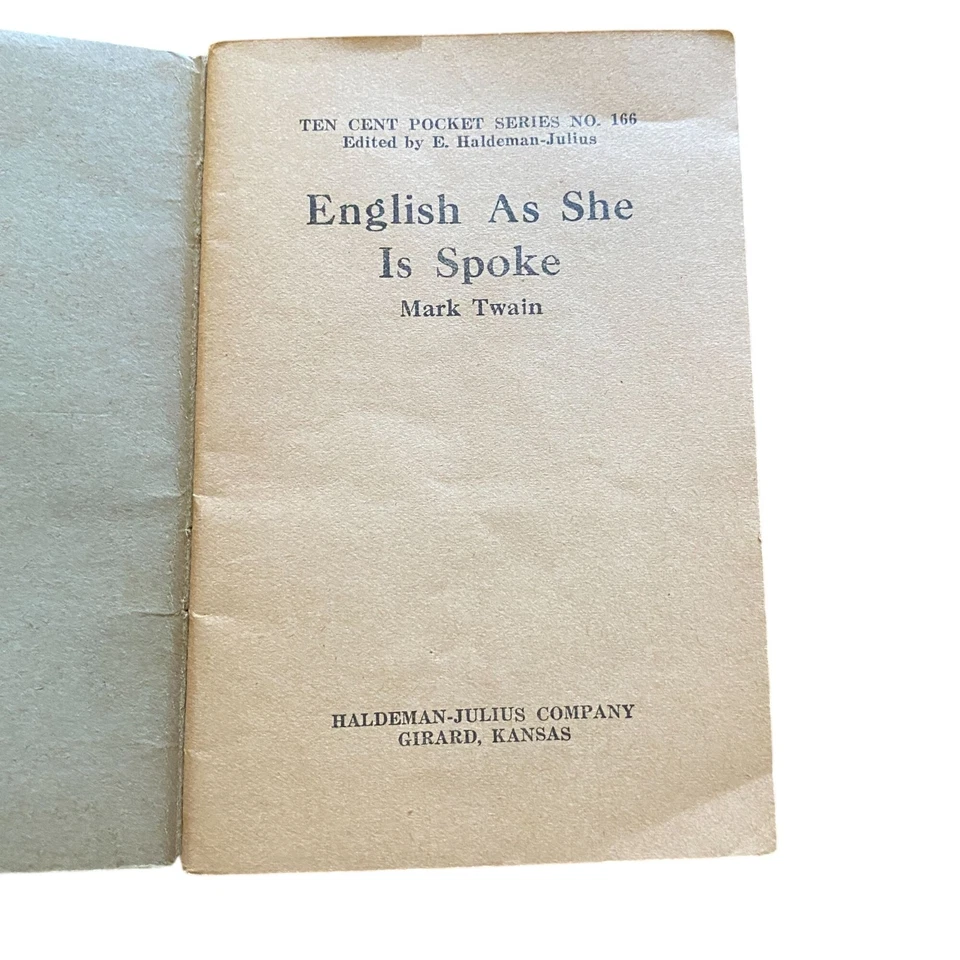 TEN CENT POCKET SERIES NO. 166
Edited by E. Haldeman-Julius
English As She
Is Spoke
Mark Twain
HALDEMAN-JULIUS COMPANY
GIRARD, KANSAS